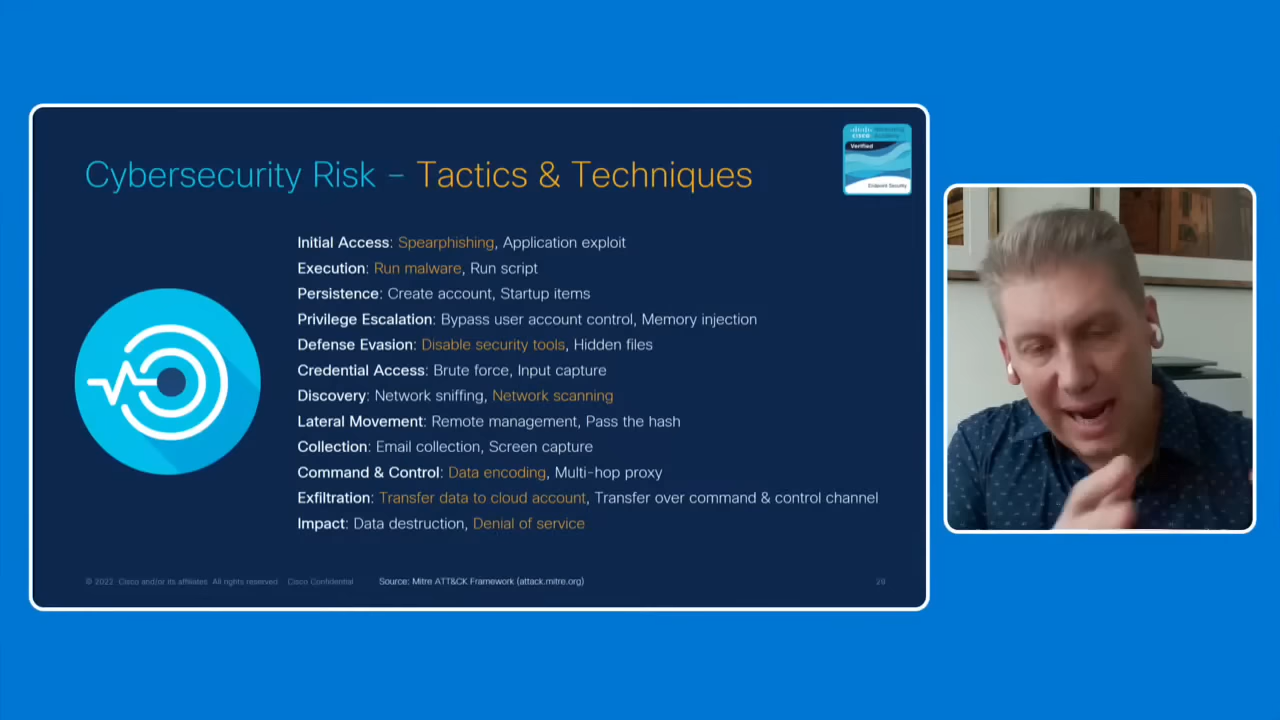 Cybersecurity Risk – Tactics & Techniques
CISCO
Verified
Endpoint Security
Initial Access: Spearphishing, Application exploit
Execution: Run malware, Run script
Persistence: Create account, Startup items
Privilege Escalation: Bypass user account control, Memory injection
Defense Evasion: Disable security tools, Hidden files
Credential Access: Brute force, Input capture
Discovery: Network sniffing, Network scanning
Lateral Movement: Remote management, Pass the hash
Collection: Email collection, Screen capture
Command & Control: Data encoding, Multi-hop proxy
Exfiltration: Transfer data to cloud account, Transfer over command & control channel
Impact: Data destruction, Denial of service
© 2022 Cisco and/or its affiliates All rights reserved Cisco Confidential Source: Mitre ATT&CK Framework (attack.mitre.org)